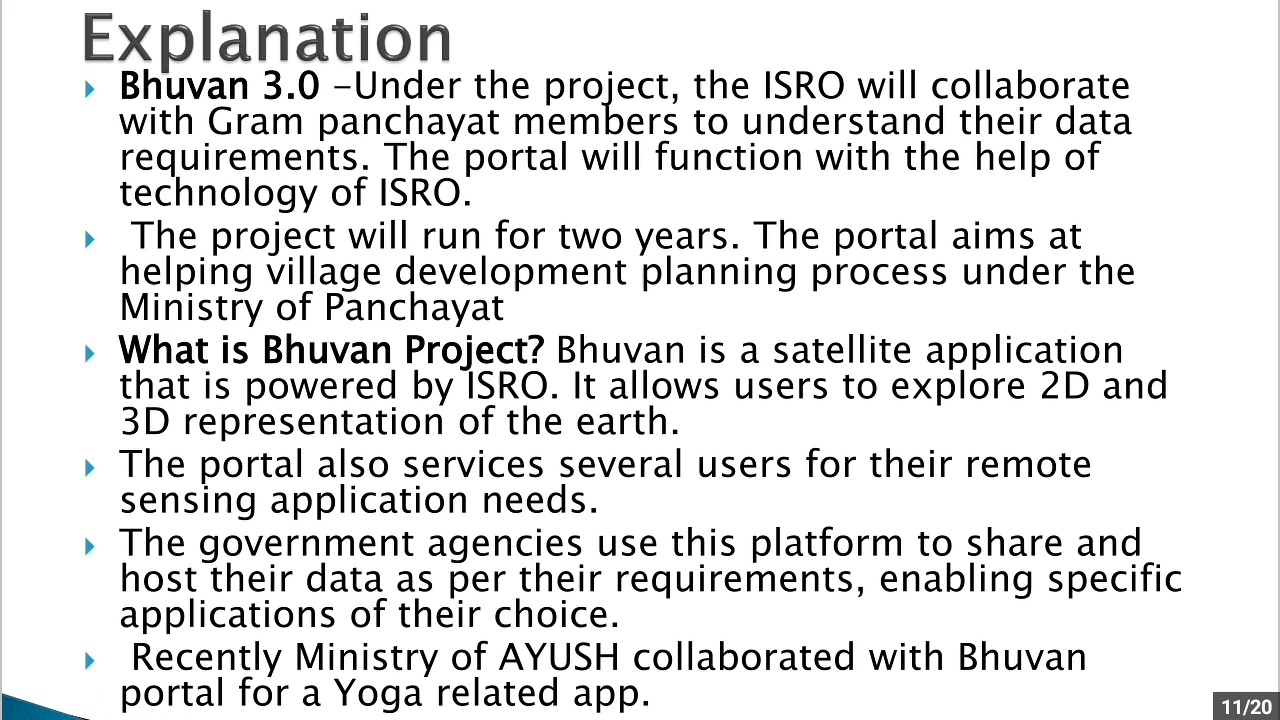 Explanation
Bhuvan 3.0 -Under the project, the ISRO will collaborate
with Gram panchayat members to understand their data
requirements. The portal will function with the help of
technology of ISRO.
The project will run for two years. The portal aims at
helping village development planning process under the
Ministry of Panchayat
What is Bhuvan Project? Bhuvan is a satellite application
that is powered by ISRO. It allows users to explore 2D and
3D representation of the earth.
The portal also services several users for their remote
sensing application needs.
The government agencies use this platform to share and
host their data as per their requirements, enabling specific
applications of their choice.
Recently Ministry of AYUSH collaborated with Bhuvan
portal for a Yoga related app.
11/20